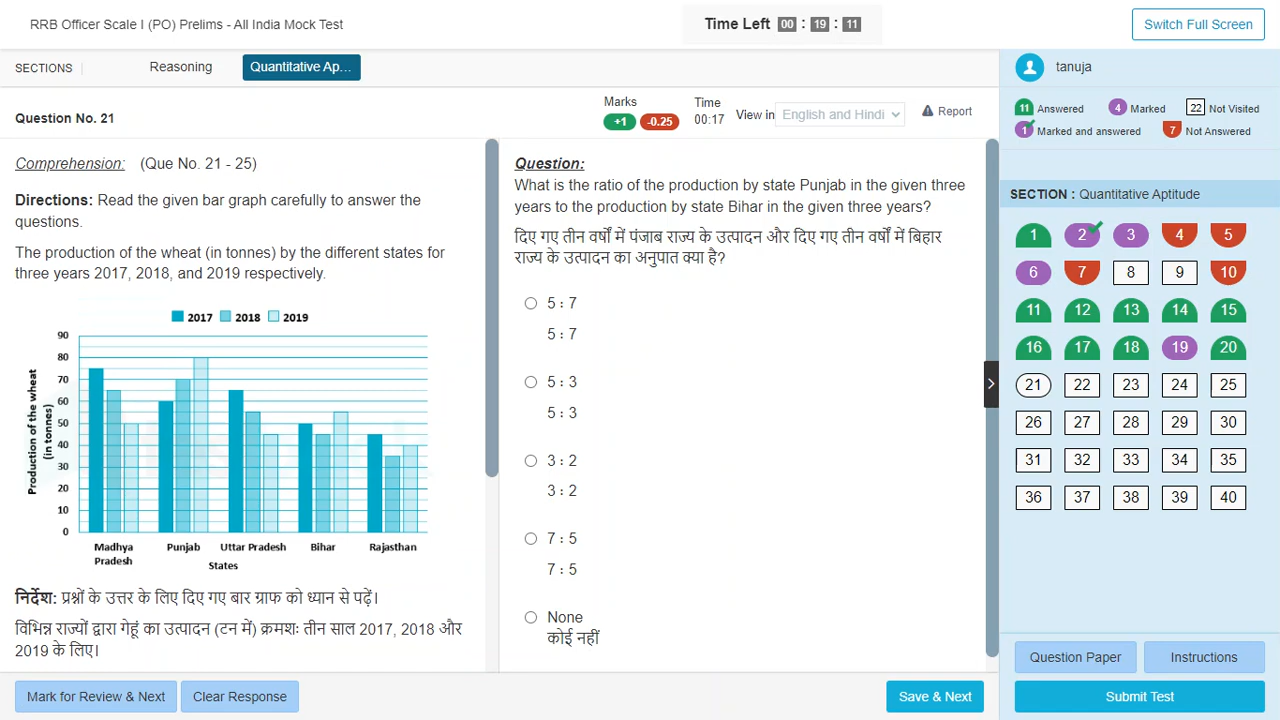 RRB Officer Scale I (PO) Prelims - All India Mock Test
Time Left 00 : 19 : 11
Switch Full Screen
SECTIONS
Reasoning
Quantitative Ap...
tanuja
Question No. 21
Marks
+1 -0.25
Time
00:17
View in English and Hindi
Report
11 Answered 4 Marked 22 Not Visited
1 Marked and answered 7 Not Answered
Comprehension: (Que No. 21 - 25)
Directions: Read the given bar graph carefully to answer the
questions.
The production of the wheat (in tonnes) by the different states for
three years 2017, 2018, and 2019 respectively.
2017 2018 2019
Production of the wheat
(in tonnes)
90
80
70
60
50
40
30
20
10
0
Madhya
Pradesh
Punjab
Uttar Pradesh
Bihar
Rajasthan
States
निर्देश: प्रश्नों के उत्तर के लिए दिए गए बार ग्राफ को ध्यान से पढ़ें।
विभिन्न राज्यों द्वारा गेहूं का उत्पादन (टन में) क्रमशः तीन साल 2017, 2018 और
2019 के लिए।
Question:
What is the ratio of the production by state Punjab in the given three
years to the production by state Bihar in the given three years?
दिए गए तीन वर्षों में पंजाब राज्य के उत्पादन और दिए गए तीन वर्षों में बिहार
राज्य के उत्पादन का अनुपात क्या है?
5 : 7
5 : 7
5 : 3
5 : 3
3 : 2
3 : 2
7 : 5
7 : 5
None
कोई नहीं
SECTION : Quantitative Aptitude
1 2 3 4 5
6 7 8 9 10
11 12 13 14 15
16 17 18 19 20
21 22 23 24 25
26 27 28 29 30
31 32 33 34 35
36 37 38 39 40
Question Paper
Instructions
Mark for Review & Next
Clear Response
Save & Next
Submit Test